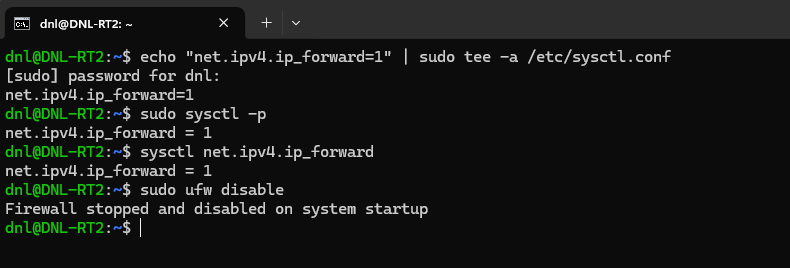 dnl@DNL-RT2: ~
dnl@DNL-RT2:~$ echo "net.ipv4.ip_forward=1" | sudo tee -a /etc/sysctl.conf
[sudo] password for dnl:
net.ipv4.ip_forward=1
dnl@DNL-RT2:~$ sudo sysctl -p
net.ipv4.ip_forward = 1
dnl@DNL-RT2:~$ sysctl net.ipv4.ip_forward
net.ipv4.ip_forward = 1
dnl@DNL-RT2:~$ sudo ufw disable
Firewall stopped and disabled on system startup
dnl@DNL-RT2:~$